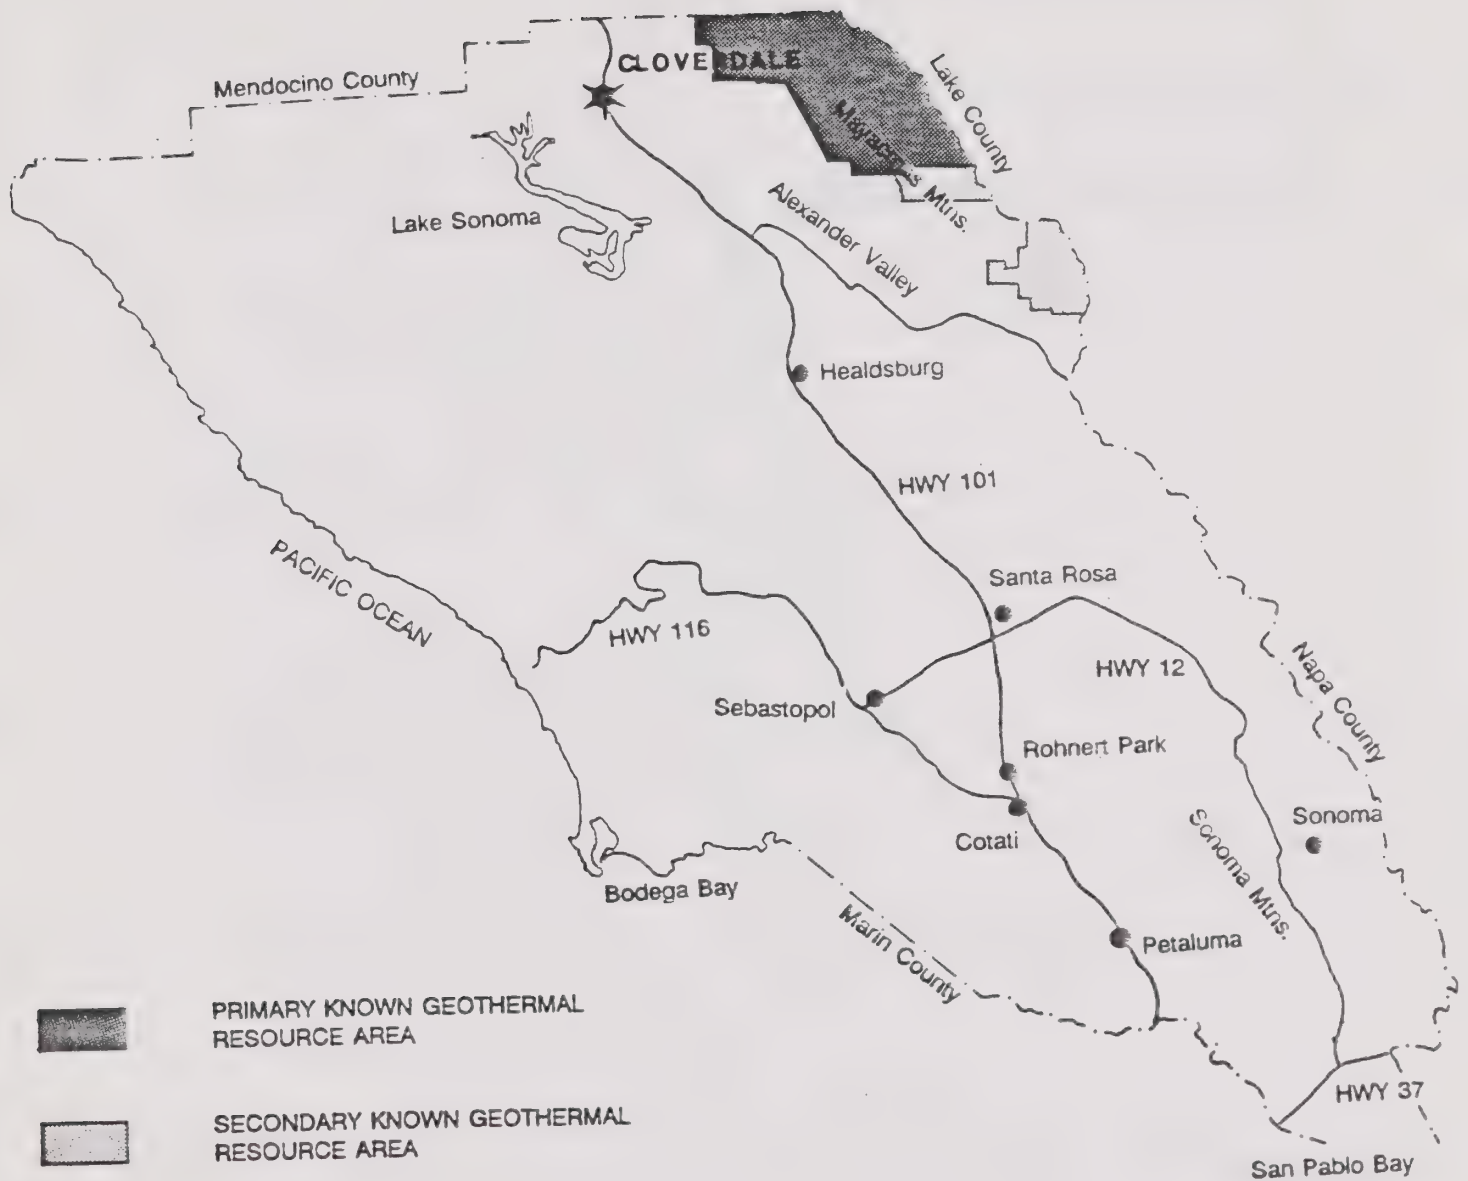 Mendocino County
CLOVERDALE
Lake County
Mayacmas Mtns.
Lake Sonoma
Alexander Valley
Healdsburg
HWY 101
PACIFIC OCEAN
Santa Rosa
HWY 116
HWY 12
Sebastopol
Napa County
Rohnert Park
Sonoma
Cotati
Sonoma Mtns.
Bodega Bay
Marin County
Petaluma
PRIMARY KNOWN GEOTHERMAL
RESOURCE AREA
HWY 37
SECONDARY KNOWN GEOTHERMAL
RESOURCE AREA
San Pablo Bay